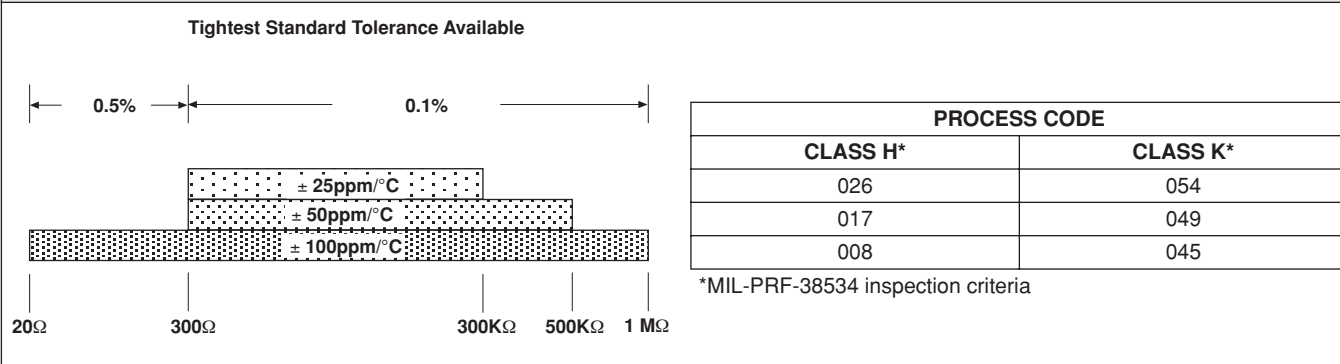 Tightest Standard Tolerance Available
0.5%
0.1%
± 25ppm/°C
± 50ppm/°C
± 100ppm/°C
20Ω
300Ω
300KΩ
500KΩ
1 MΩ
PROCESS CODE
CLASS H*
CLASS K*
026
054
017
049
008
045
*MIL-PRF-38534 inspection criteria